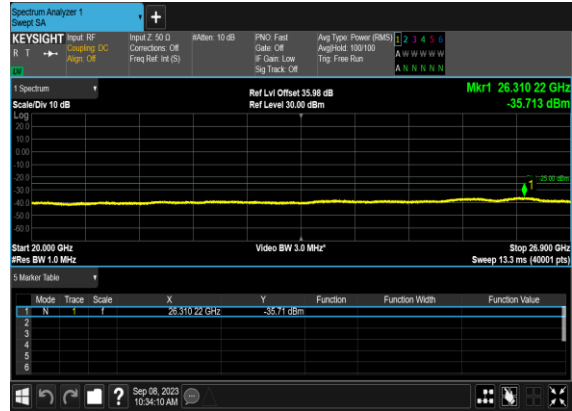 Spectrum Analyzer 1
Swept SA
KEYSIGHT Input: RF Input Z: 50 Ω #Atten: 10 dB PNO: Fast Avg Type: Power (RMS) 1 2 3 4 5 6
R T Coupling: DC Corrections: Off Gate: Off Avg|Hold: 100/100 A W W W W W
Align: Off Freq Ref: Int (S) IF Gain: Low Trig: Free Run
Sig Track: Off A N N N N N
1 Spectrum Ref Lvl Offset 35.98 dB Mkr1 26.310 22 GHz
Scale/Div 10 dB Ref Level 30.00 dBm -35.713 dBm
Log
20.0
10.0
0.00
-10.0
-20.0
-25.00 dBm
1
-30.0
-40.0
-50.0
-60.0
Start 20.000 GHz Video BW 3.0 MHz* Stop 26.900 GHz
#Res BW 1.0 MHz Sweep 13.3 ms (40001 pts)
5 Marker Table
Mode Trace Scale X Y Function Function Width Function Value
1 N 1 f 26.310 22 GHz -35.71 dBm
2
3
4
5
6
? Sep 08, 2023
10:34:10 AM